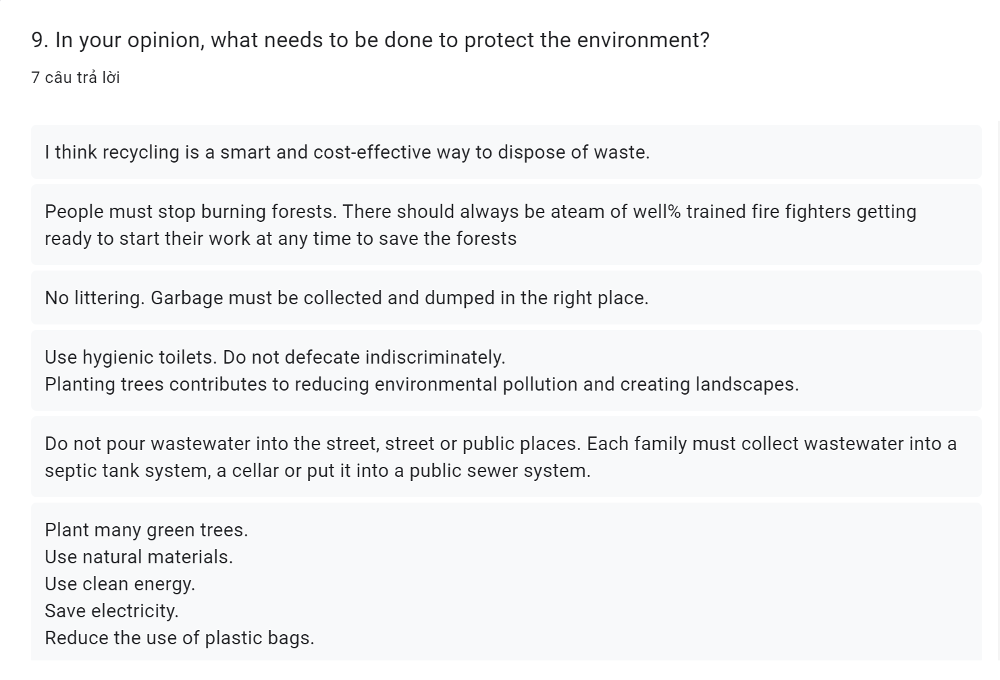 9. In your opinion, what needs to be done to protect the environment?
7 câu trả lời
I think recycling is a smart and cost-effective way to dispose of waste.
People must stop burning forests. There should always be ateam of well% trained fire fighters getting
ready to start their work at any time to save the forests
No littering. Garbage must be collected and dumped in the right place.
Use hygienic toilets. Do not defecate indiscriminately.
Planting trees contributes to reducing environmental pollution and creating landscapes.
Do not pour wastewater into the street, street or public places. Each family must collect wastewater into a
septic tank system, a cellar or put it into a public sewer system.
Plant many green trees.
Use natural materials.
Use clean energy.
Save electricity.
Reduce the use of plastic bags.